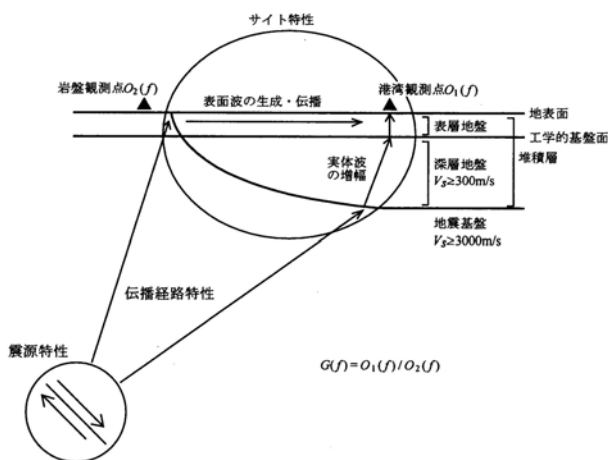 サイト特性
岩盤観測点O₂(f)
港湾観測点O₁(f)
表面波の生成・伝播
地表面
表層地盤
工学的基盤面
堆積層
実体波
の増幅
深層地盤
Vs≥300m/s
地震基盤
Vs≥3000m/s
伝播経路特性
震源特性
G(f)=O₁(f)/O₂(f)